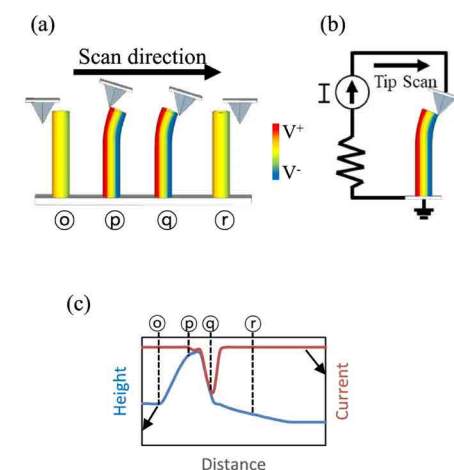 (a)
Scan direction
V+
V-
ⓞ ⓟ ⓠ ⓡ
(b)
Tip Scan
I
(c)
ⓞ ⓟ ⓠ ⓡ
Height
Current
Distance